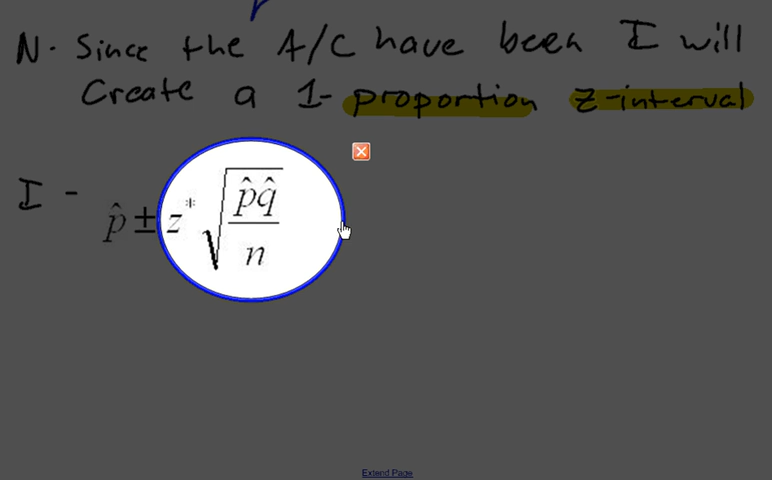 N. Since the A/C have been I will
Create a 1-proportion z-interval
I - p̂ ± z* √(p̂q̂/n)
Extend Page